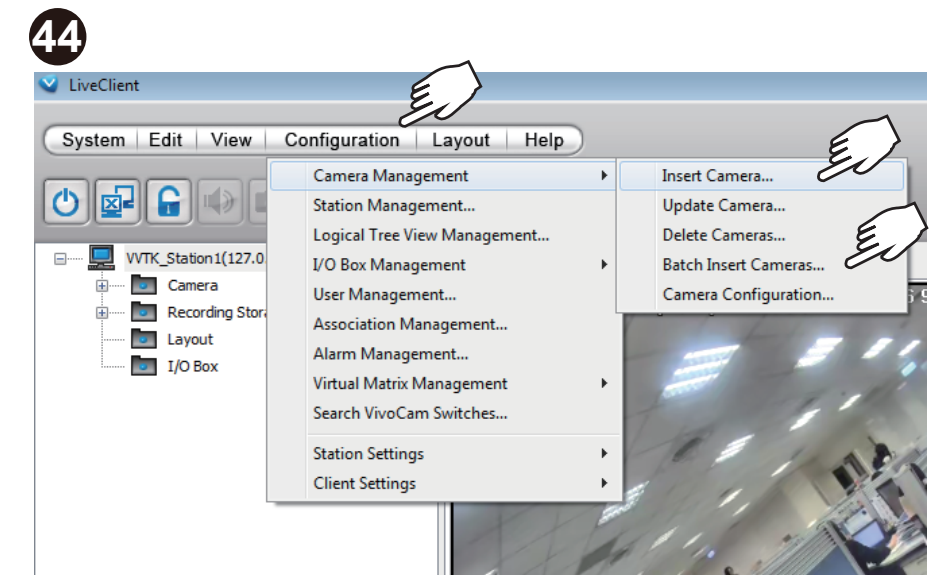 44
LiveClient
System Edit View Configuration Layout Help
Camera Management
Station Management...
Logical Tree View Management...
I/O Box Management
User Management...
Association Management...
Alarm Management...
Virtual Matrix Management
Search VivoCam Switches...
Station Settings
Client Settings
Insert Camera...
Update Camera...
Delete Cameras...
Batch Insert Cameras...
Camera Configuration...
VVTK_Station1(127.0.
Camera
Recording Stor
Layout
I/O Box